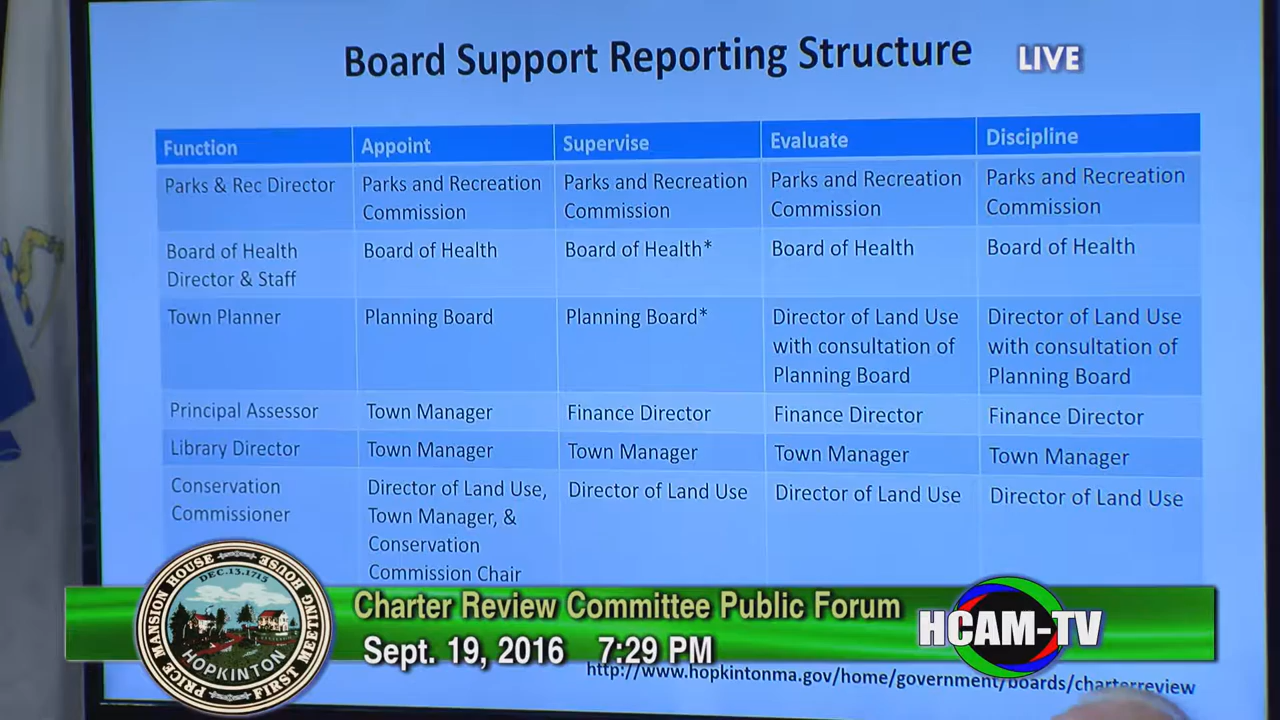 Board Support Reporting Structure
LIVE
Function Appoint Supervise Evaluate Discipline
Parks & Rec Director
Parks and Recreation
Commission
Parks and Recreation
Commission
Parks and Recreation
Commission
Parks and Recreation
Commission
Board of Health
Director & Staff
Board of Health
Board of Health*
Board of Health
Board of Health
Town Planner
Planning Board
Planning Board*
Director of Land Use
with consultation of
Planning Board
Director of Land Use
with consultation of
Planning Board
Principal Assessor
Town Manager
Finance Director
Finance Director
Finance Director
Library Director
Town Manager
Town Manager
Town Manager
Town Manager
Conservation
Commissioner
Director of Land Use,
Town Manager, &
Conservation
Commission Chair
Director of Land Use
Director of Land Use
Director of Land Use
PRICE MANSION HOUSE
FIRST MEETING HOUSE
DEC.13.1715
HOPKINTON
Charter Review Committee Public Forum
Sept. 19, 2016 7:29 PM
HCAM-TV
http://www.hopkintonma.gov/home/government/boards/charterreview